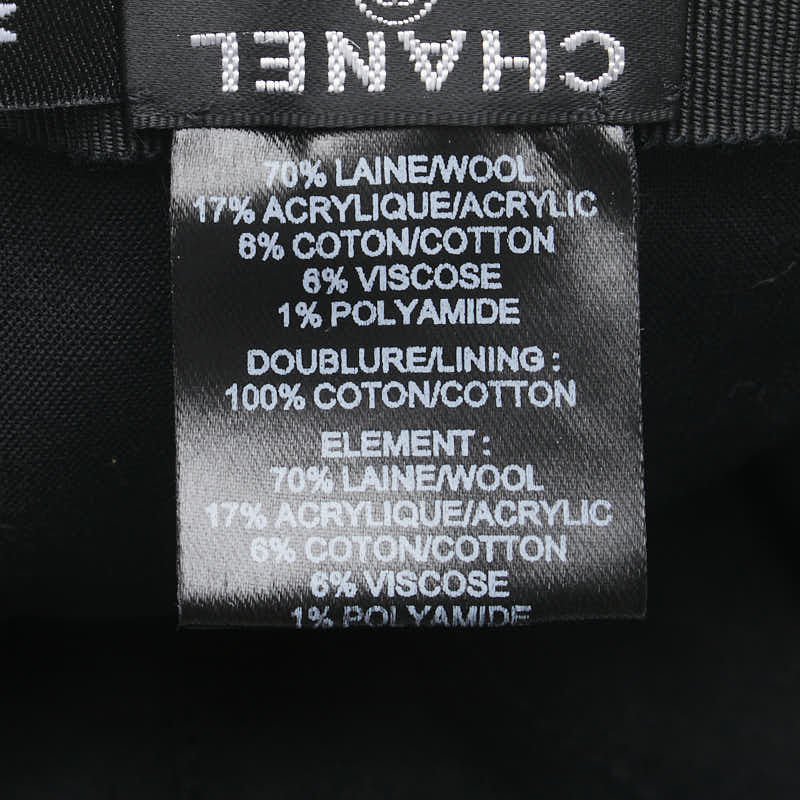 CHANEL
70% LAINE/WOOL
17% ACRYLIQUE/ACRYLIC
6% COTON/COTTON
6% VISCOSE
1% POLYAMIDE
DOUBLURE/LINING :
100% COTON/COTTON
ELEMENT :
70% LAINE/WOOL
17% ACRYLIQUE/ACRYLIC
6% COTON/COTTON
6% VISCOSE
1% POLYAMIDE